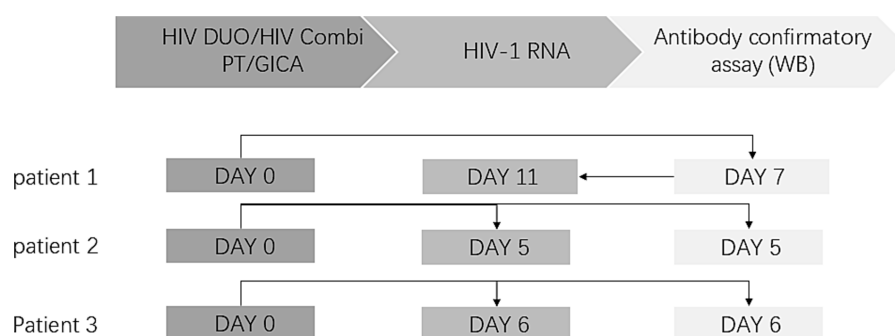 HIV DUO/HIV Combi
PT/GICA
HIV-1 RNA
Antibody confirmatory
assay (WB)
patient 1
DAY 0
DAY 11
DAY 7
patient 2
DAY 0
DAY 5
DAY 5
Patient 3
DAY 0
DAY 6
DAY 6